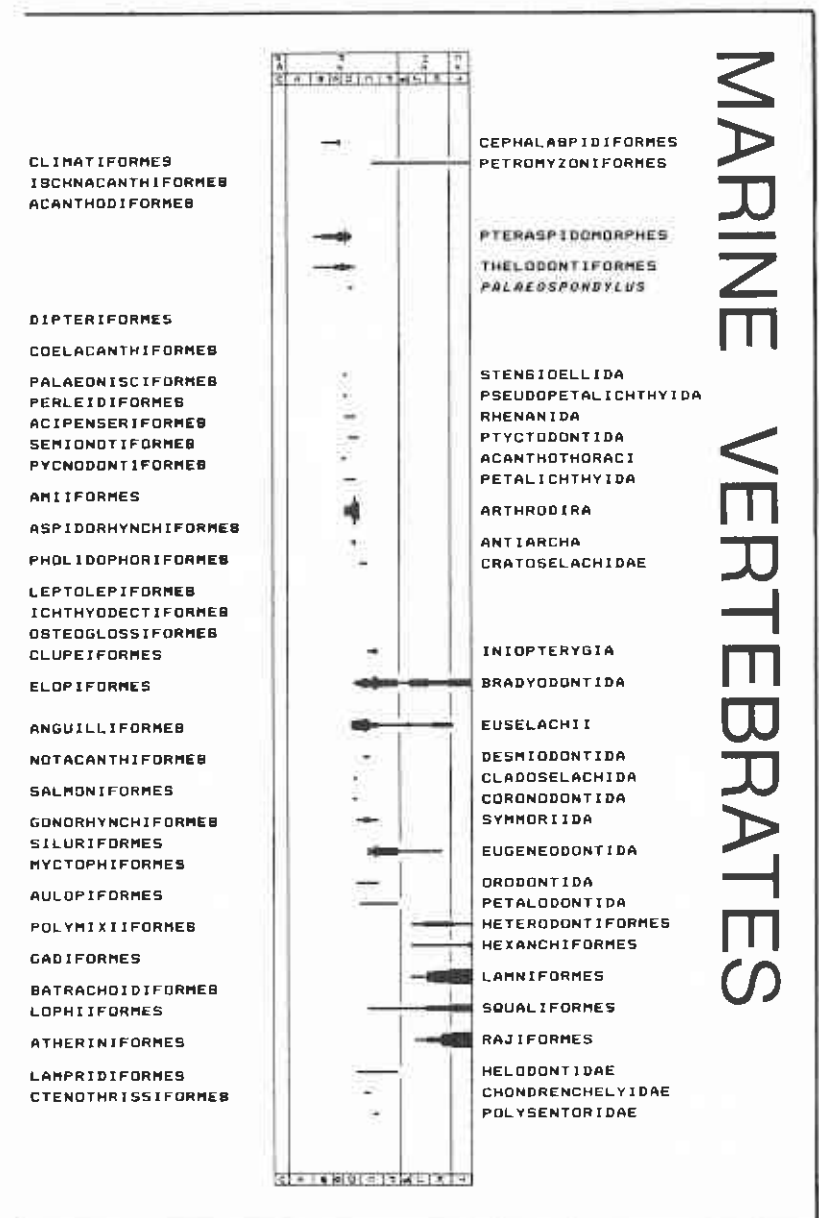 MARINE VERTEBRATES
CLIMATIFORMES
ISCHNACANTHIFORMES
ACANTHODIFORMES
DIPTERIFORMES
COELACANTHIFORMES
PALAEONISCIFORMES
PERLEIDIFORMES
ACIPENSERIFORMES
SEMIONOTIFORMES
PYCNODONTIFORMES
AMIIFORMES
ASPIDORHYNCHIFORMES
PHOLIDOPHORIFORMES
LEPTOLEPIFORMES
ICHTHYODECTIFORMES
OSTEOGLOSSIFORMES
CLUPEIFORMES
ELOPIFORMES
ANGUILLIFORMES
NOTACANTHIFORMES
SALMONIFORMES
GONORHYNCHIFORMES
SILURIFORMES
MYCTOPHIFORMES
AULOPIFORMES
POLYMIXIIFORMES
GADIFORMES
BATRACHOIDIFORMES
LOPHIIFORMES
ATHERINIFORMES
LAMPRIDIFORMES
CTENOTHRISSIFORMES
CEPHALASPIDIFORMES
PETROMYZONIFORMES
PTERASPIDOMORPHES
THELODONTIFORMES
PALAEOSPONDYLUS
STENSIOELLIDA
PSEUDOPETALICHTHYIDA
RHENANIDA
PTYCTODONTIDA
ACANTHOTHORACI
PETALICHTHYIDA
ARTHRODIRA
ANTIARCHA
CRATOSELACHIDAE
INIOPTERYGIA
BRADYODONTIDA
EUSELACHII
DESMIODONTIDA
CLADOSELACHIDA
CORONODONTIDA
SYMMORIIDA
EUGENEODONTIDA
ORODONTIDA
PETALODONTIDA
HETERODONTIFORMES
HEXANCHIFORMES
LAMNIFORMES
SQUALIFORMES
RAJIFORMES
HELODONTIDAE
CHONDRENCHELYIDAE
POLYSENTORIDAE